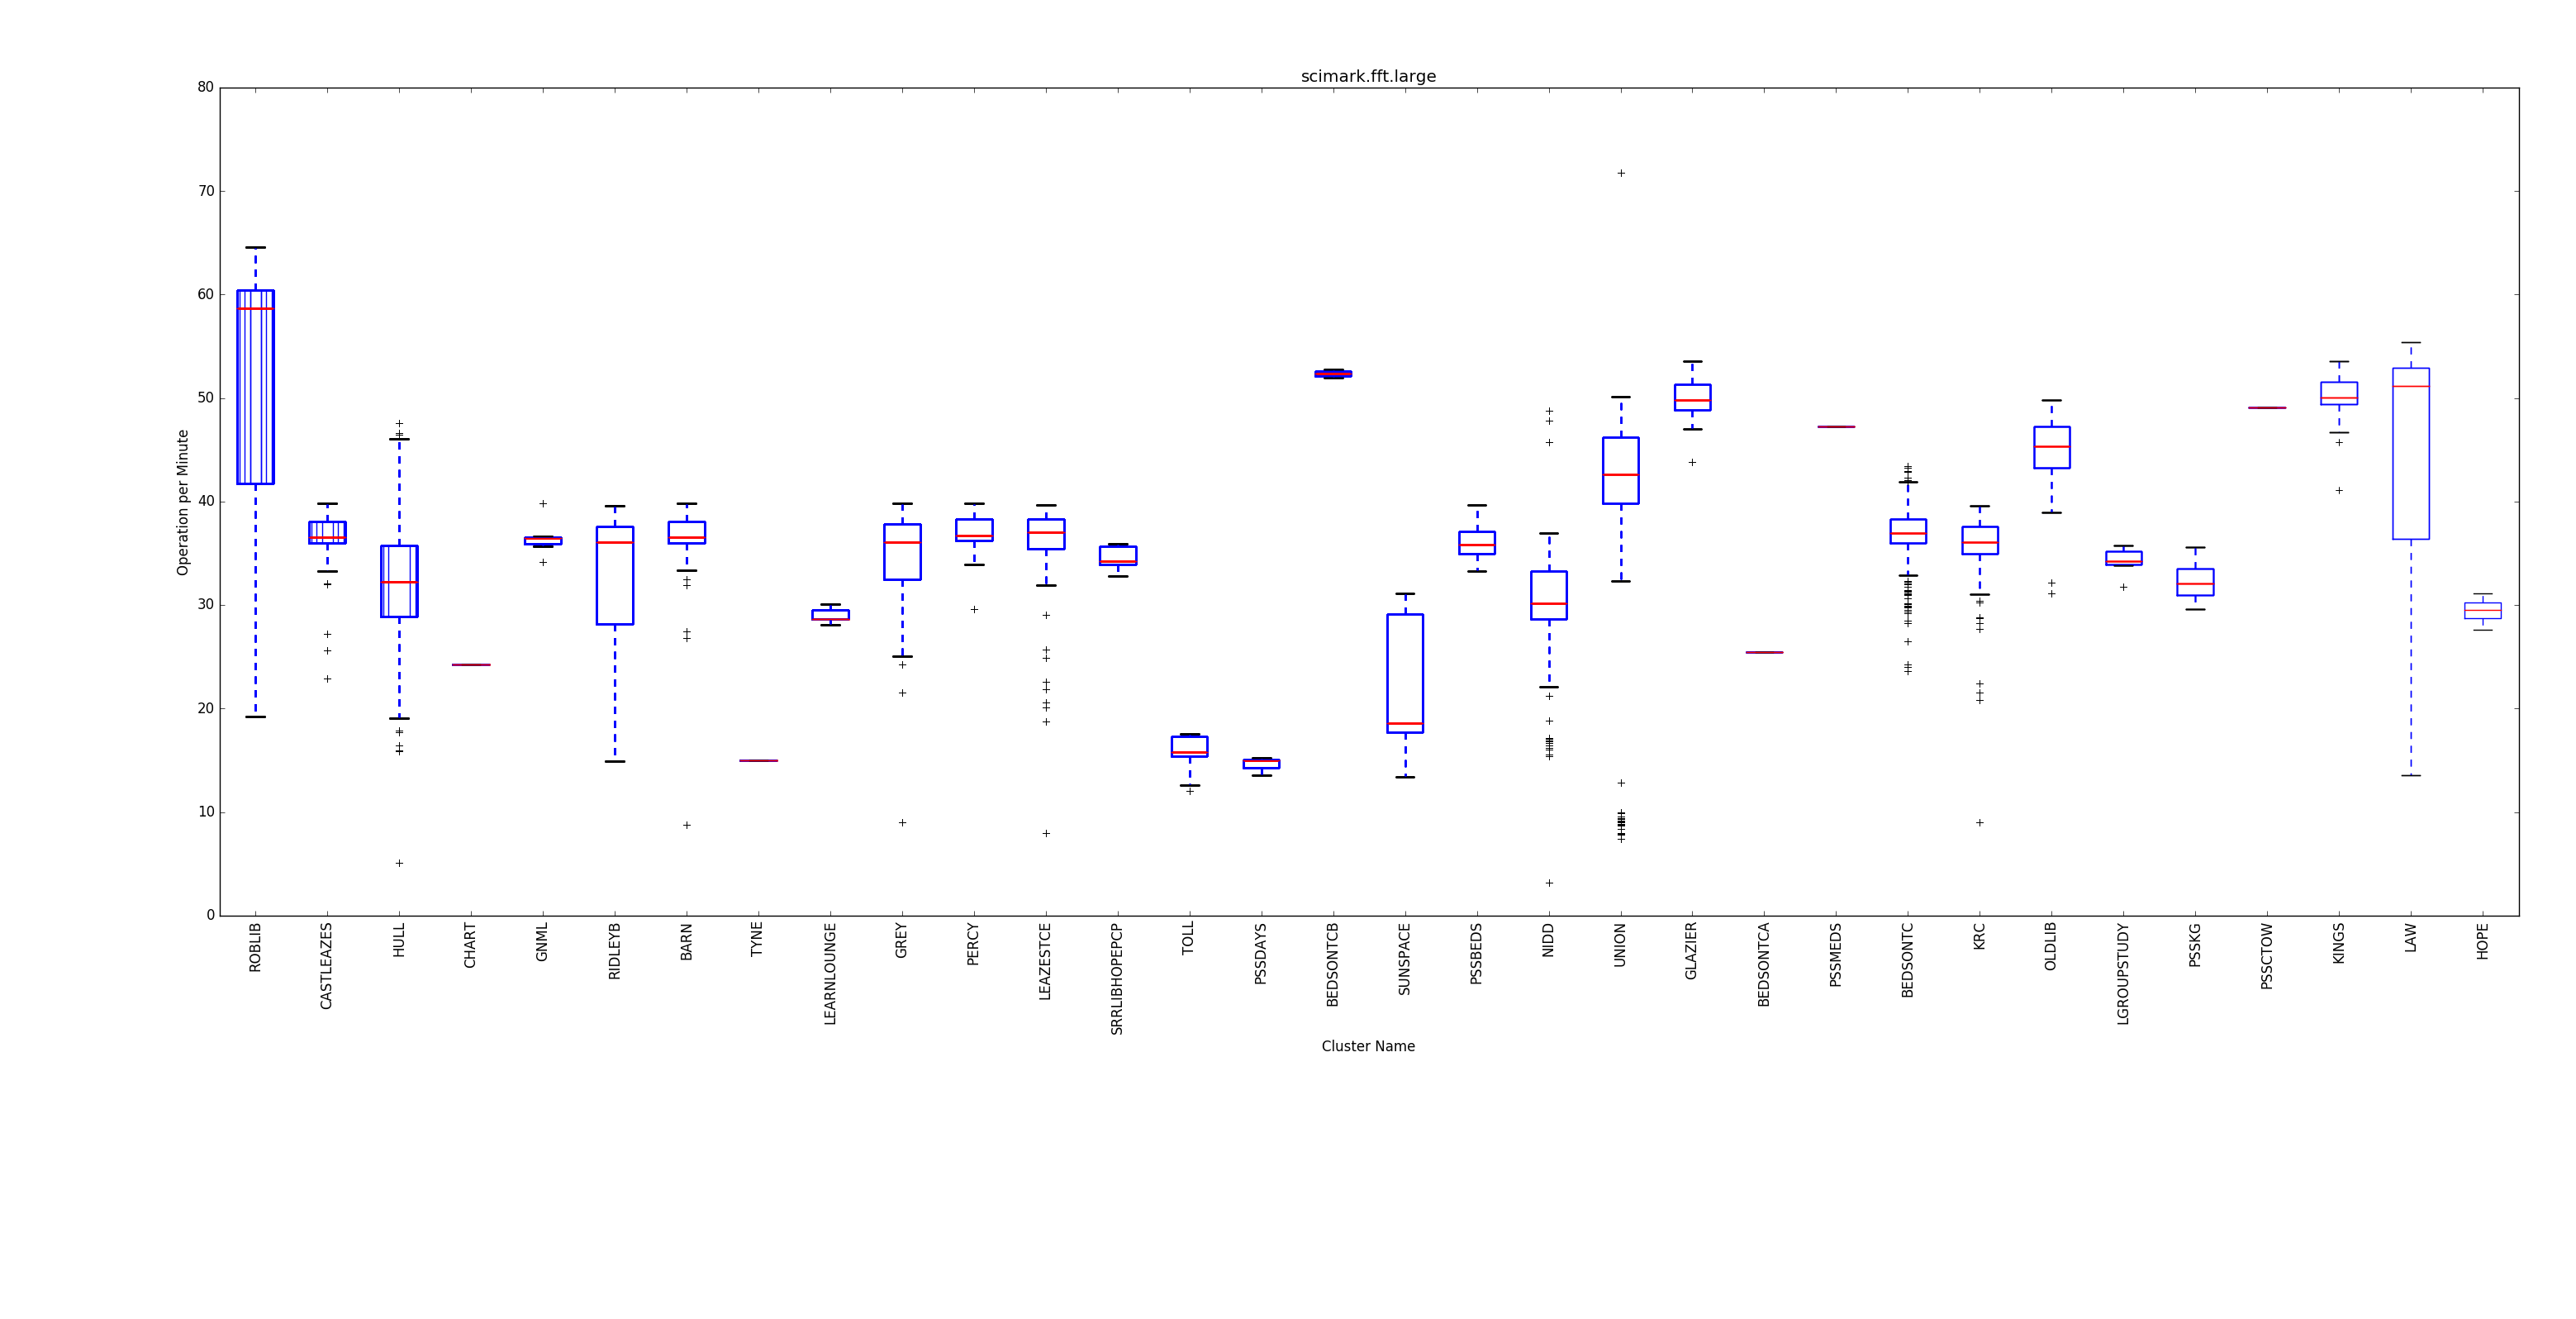 scimark.fft.large
80
70
60
50
40
30
20
10
0
Operation per Minute
ROBLIB
CASTLEAZES
HULL
CHART
GNML
RIDLEYB
BARN
TYNE
LEARNLOUNGE
GREY
PERCY
LEAZESTCE
SRRLIBHOPEPCP
TOLL
PSSDAYS
BEDSONTCB
SUNSPACE
PSSBEDS
NIDD
UNION
GLAZIER
BEDSONTCA
PSSMEDS
BEDSONTC
KRC
OLDLIB
LGROUPSTUDY
PSSKG
PSSCTOW
KINGS
LAW
HOPE
Cluster Name